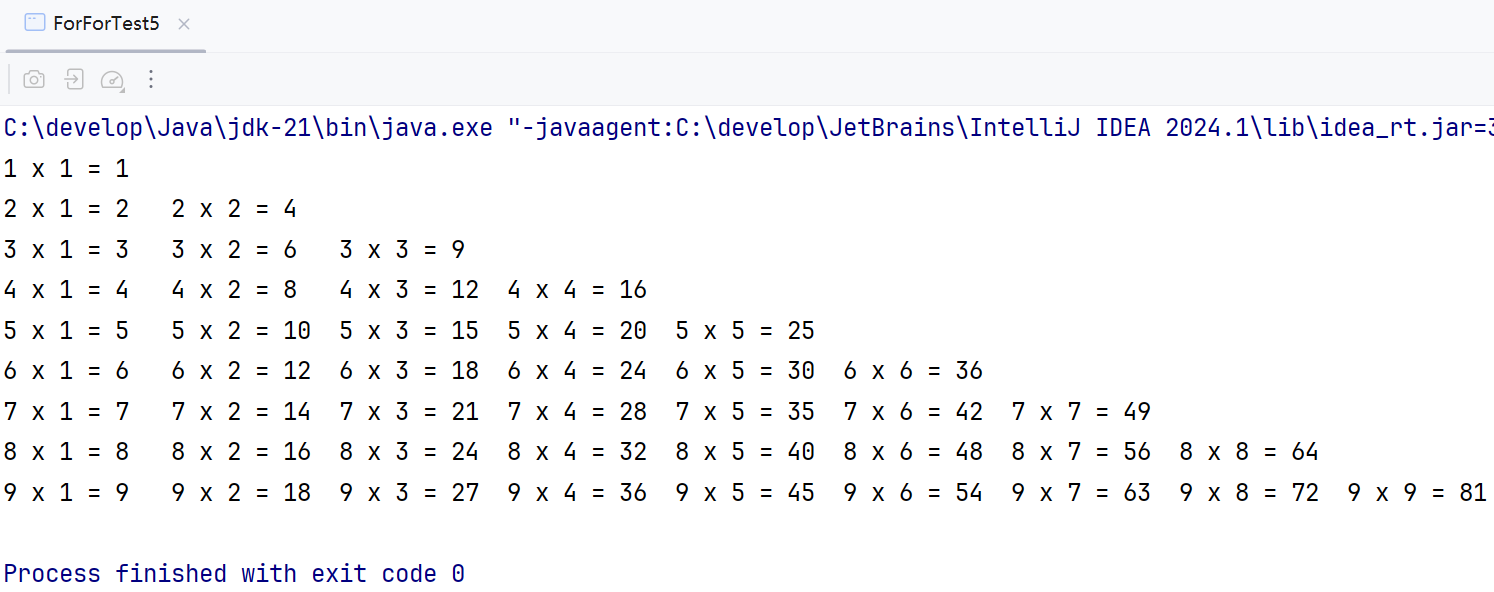 ForForTest5
C:\develop\Java\jdk-21\bin\java.exe "-javaagent:C:\develop\JetBrains\IntelliJ IDEA 2024.1\lib\idea_rt.jar=3
1 x 1 = 1
2 x 1 = 2   2 x 2 = 4
3 x 1 = 3   3 x 2 = 6   3 x 3 = 9
4 x 1 = 4   4 x 2 = 8   4 x 3 = 12  4 x 4 = 16
5 x 1 = 5   5 x 2 = 10  5 x 3 = 15  5 x 4 = 20  5 x 5 = 25
6 x 1 = 6   6 x 2 = 12  6 x 3 = 18  6 x 4 = 24  6 x 5 = 30  6 x 6 = 36
7 x 1 = 7   7 x 2 = 14  7 x 3 = 21  7 x 4 = 28  7 x 5 = 35  7 x 6 = 42  7 x 7 = 49
8 x 1 = 8   8 x 2 = 16  8 x 3 = 24  8 x 4 = 32  8 x 5 = 40  8 x 6 = 48  8 x 7 = 56  8 x 8 = 64
9 x 1 = 9   9 x 2 = 18  9 x 3 = 27  9 x 4 = 36  9 x 5 = 45  9 x 6 = 54  9 x 7 = 63  9 x 8 = 72  9 x 9 = 81
Process finished with exit code 0